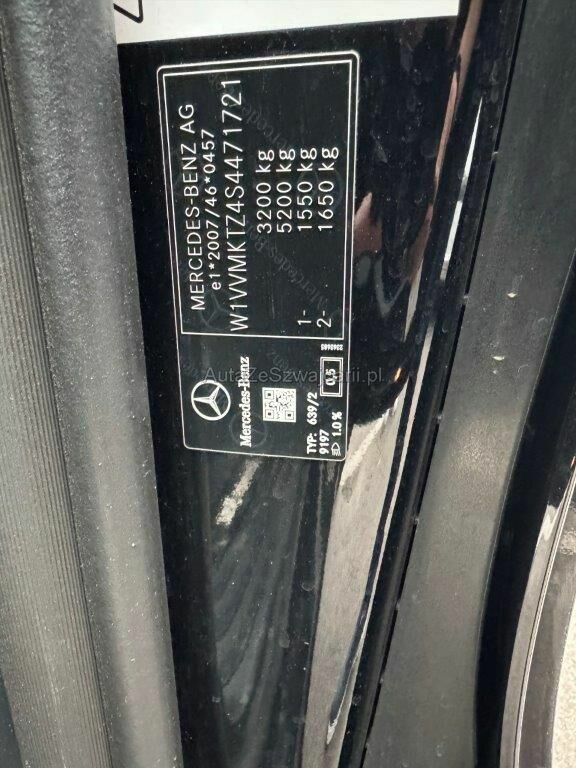 MERCEDES-BENZ AG
e1*2007/46*0457
W1VVMKTZ4S4471721
3200 kg
5200 kg
1- 1550 kg
2- 1650 kg
Mercedes-Benz
TYP: 639/2
9197
1.0 %
0,5
AutaZeSzwajcarii.pl